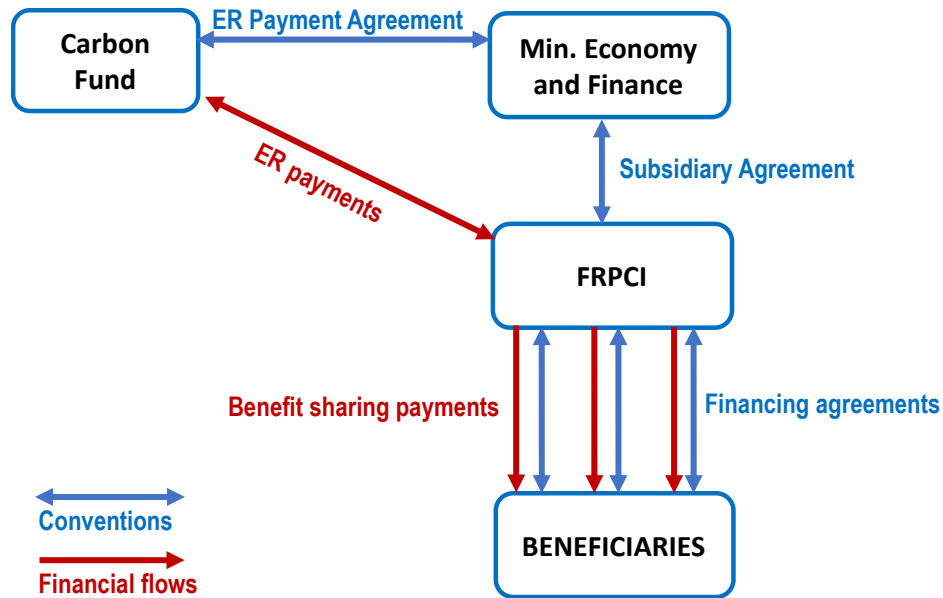 ER Payment Agreement
Carbon
Fund
Min. Economy
and Finance
ER payments
Subsidiary Agreement
FRPCI
Benefit sharing payments
Financing agreements
Conventions
BENEFICIARIES
Financial flows